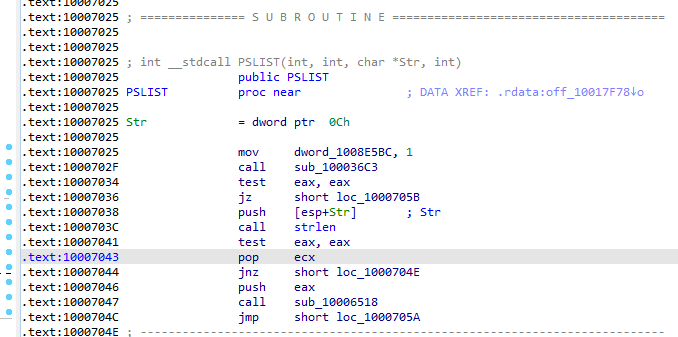 .text:10007025
.text:10007025 ; =============== S U B R O U T I N E =======================================
.text:10007025
.text:10007025
.text:10007025 ; int __stdcall PSLIST(int, int, char *Str, int)
.text:10007025 public PSLIST
.text:10007025 PSLIST proc near ; DATA XREF: .rdata:off_10017F78↓o
.text:10007025
.text:10007025 Str = dword ptr 0Ch
.text:10007025
.text:10007025 mov dword_1008E5BC, 1
.text:1000702F call sub_100036C3
.text:10007034 test eax, eax
.text:10007036 jz short loc_1000705B
.text:10007038 push [esp+Str] ; Str
.text:1000703C call strlen
.text:10007041 test eax, eax
.text:10007043 pop ecx
.text:10007044 jnz short loc_1000704E
.text:10007046 push eax
.text:10007047 call sub_10006518
.text:1000704C jmp short loc_1000705A
.text:1000704E ; ---------------------------------------------------------------------------